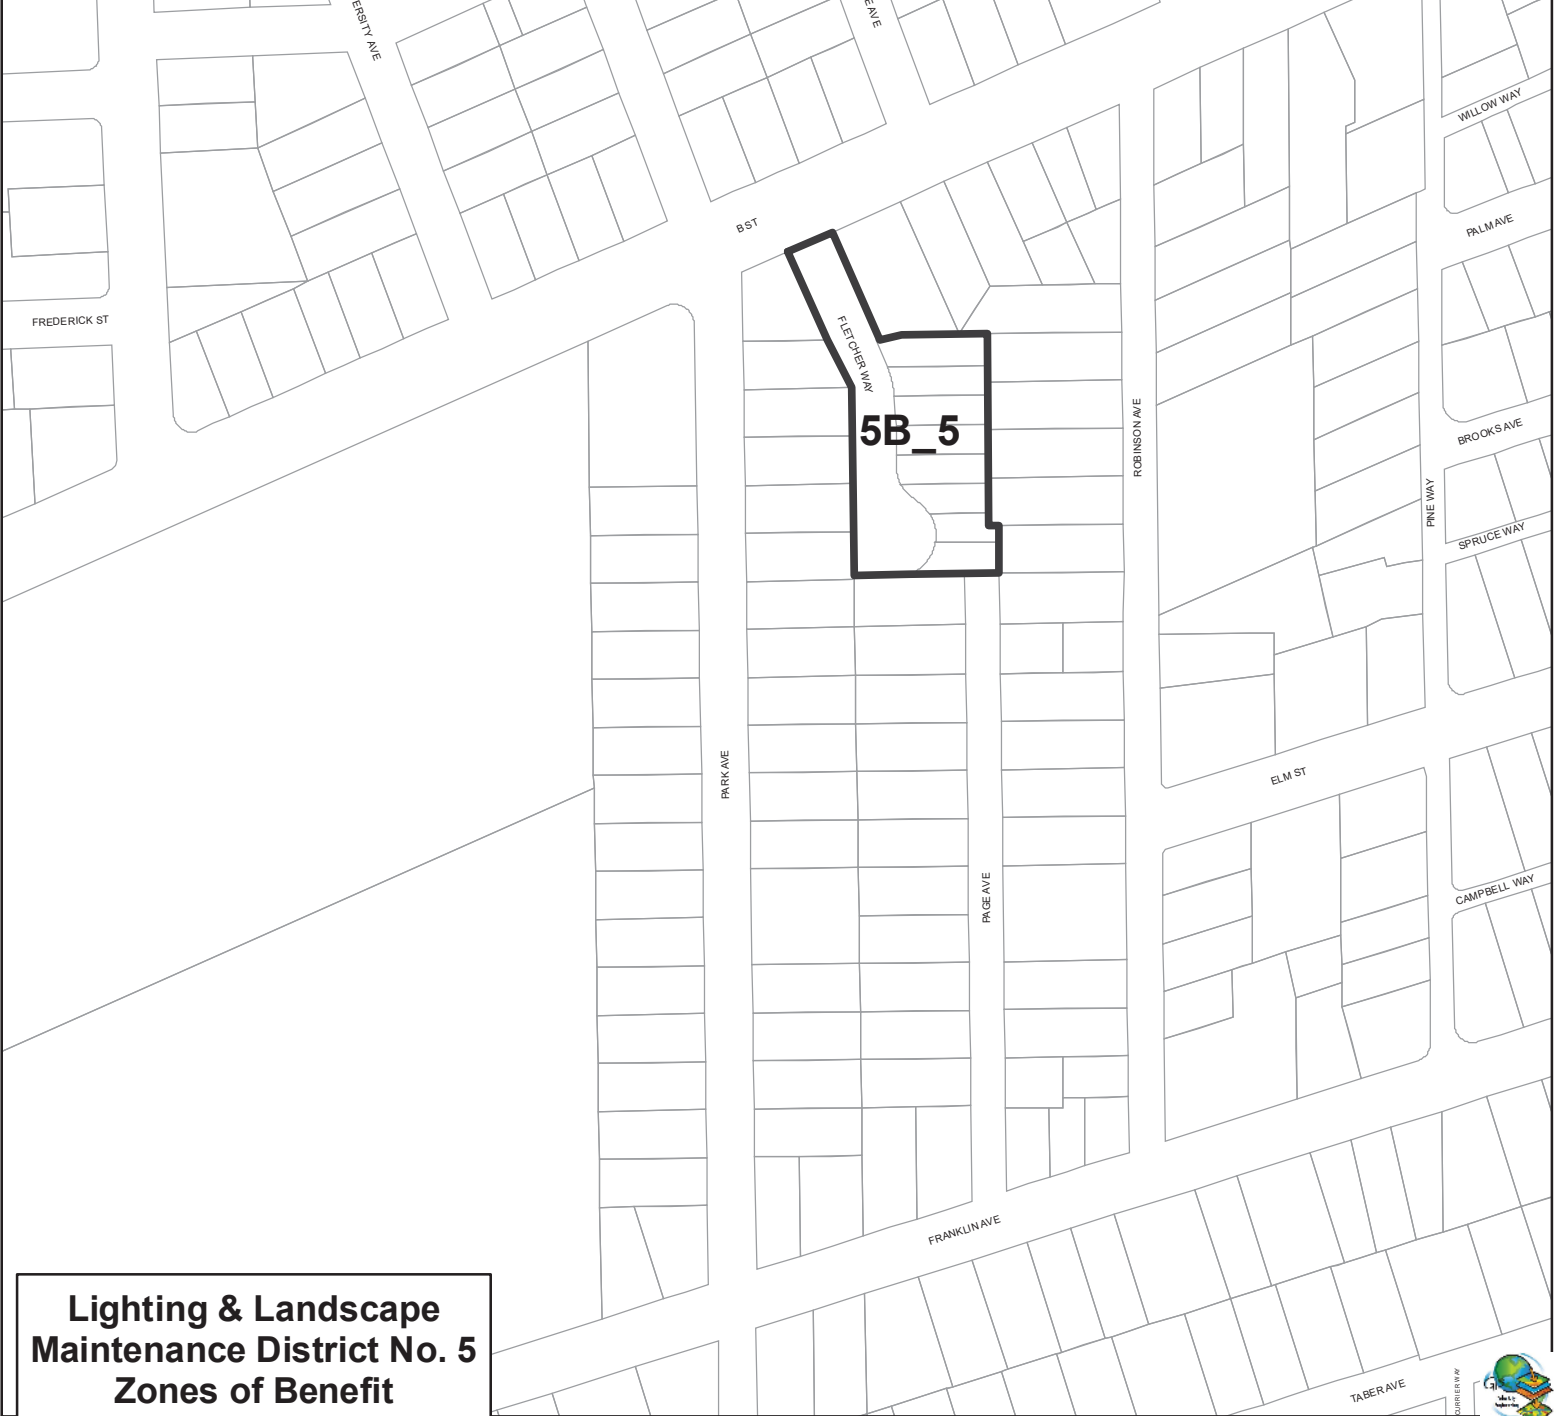 ERSITY AVE
E AVE
WILLOW WAY
PALM AVE
B ST
FREDERICK ST
FLETCHER WAY
5B_5
ROBINSON AVE
BROOKS AVE
PINE WAY
SPRUCE WAY
PARK AVE
ELM ST
PAGE AVE
CAMPBELL WAY
FRANKLIN AVE
Lighting & Landscape
Maintenance District No. 5
Zones of Benefit
TABER AVE
CURRIER WAY